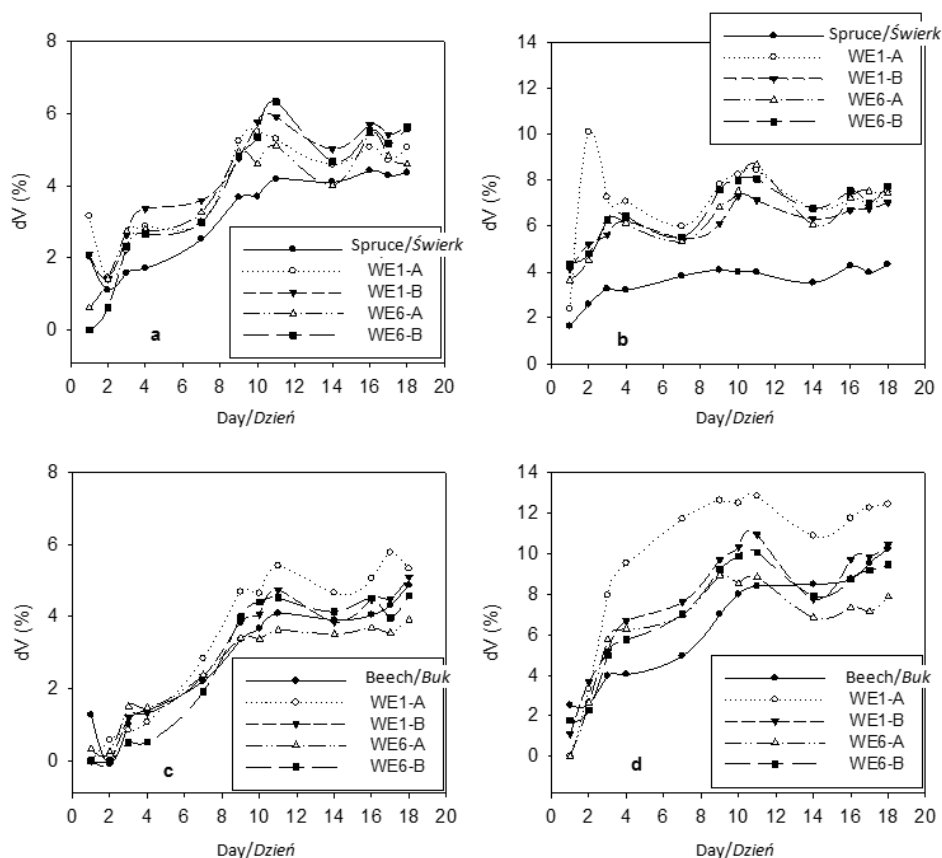 8
6
4
2
0
dV (%)
0 2 4 6 8 10 12 14 16 18 20
Day/Dzień
Spruce/Świerk
WE1-A
WE1-B
WE6-A
WE6-B
a
14
12
10
8
6
4
2
0
dV (%)
0 2 4 6 8 10 12 14 16 18 20
Day/Dzień
Spruce/Świerk
WE1-A
WE1-B
WE6-A
WE6-B
b
8
6
4
2
0
dV (%)
0 2 4 6 8 10 12 14 16 18 20
Day/Dzień
Beech/Buk
WE1-A
WE1-B
WE6-A
WE6-B
c
14
12
10
8
6
4
2
0
dV (%)
0 2 4 6 8 10 12 14 16 18 20
Day/Dzień
Beech/Buk
WE1-A
WE1-B
WE6-A
WE6-B
d